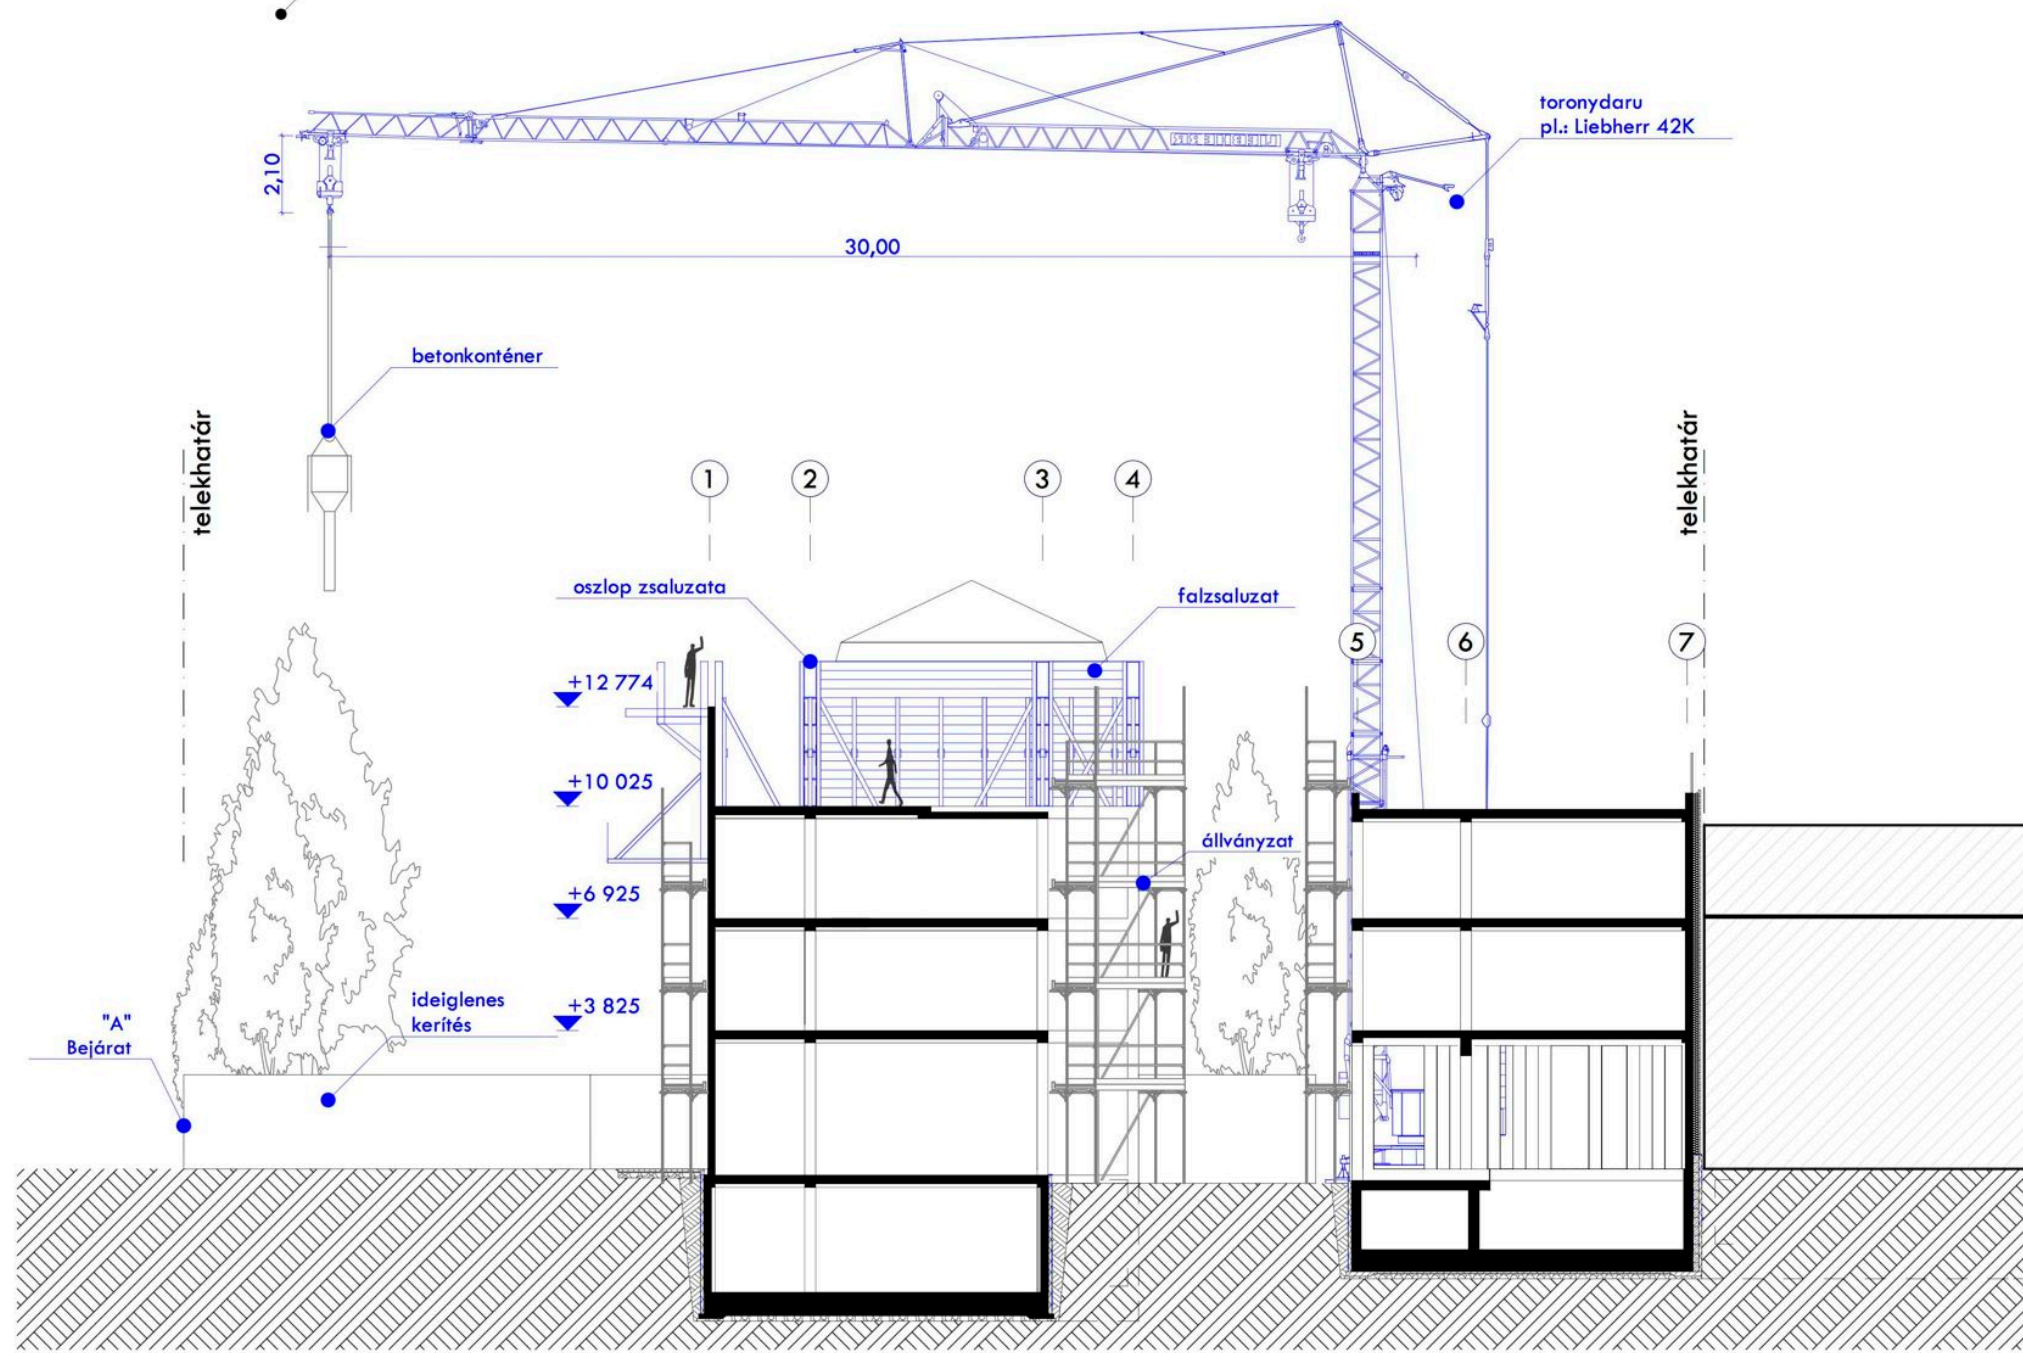 toronydaru
pl.: Liebherr 42K
LIEBHERR
2,10
30,00
betonkonténer
telekhatár
telekhatár
1
2
3
4
oszlop zsaluzata
falzsaluzat
5
6
7
+12 774
+10 025
állványzat
+6 925
ideiglenes
kerítés
+3 825
"A"
Bejárat